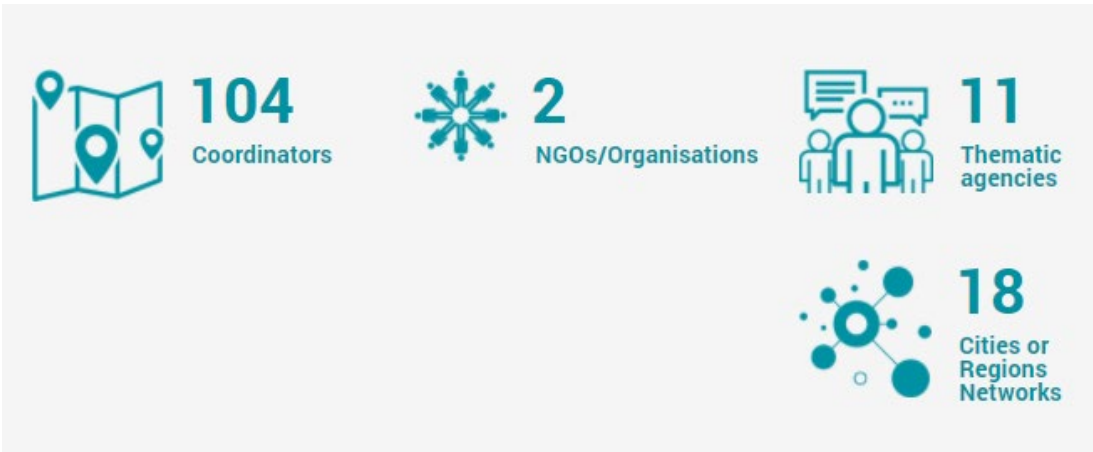 104
Coordinators
2
NGOs/Organisations
11
Thematic
agencies
18
Cities or
Regions
Networks